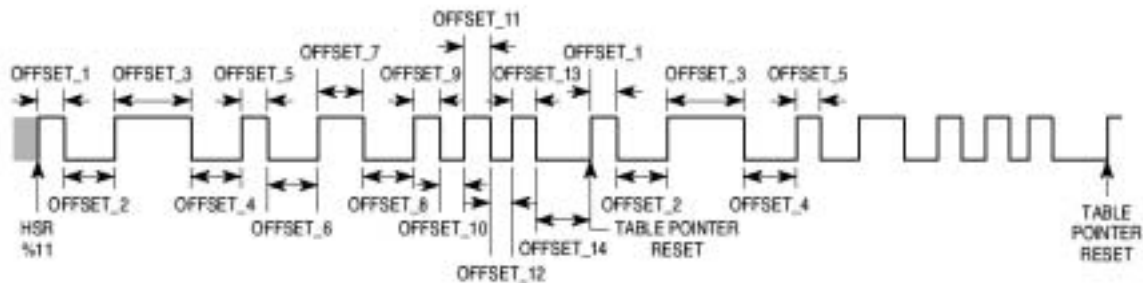 OFFSET_11
OFFSET_7
OFFSET_1
OFFSET_1 OFFSET_3 OFFSET_5 OFFSET_9 OFFSET_13 OFFSET_3 OFFSET_5
OFFSET_2 OFFSET_4 OFFSET_8 OFFSET_2 OFFSET_4
HSR
%11
OFFSET_6 OFFSET_10
TABLE POINTER
RESET
OFFSET_14
OFFSET_12
TABLE
POINTER
RESET